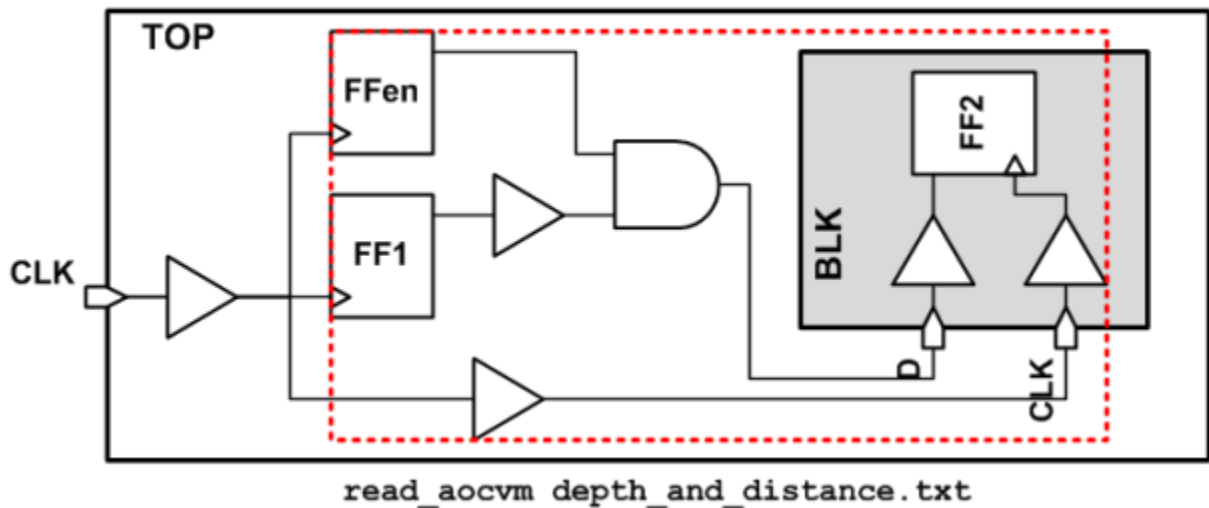 TOP
FFen
FF2
FF1
BLK
CLK
D
CLK
read_aocvm depth_and_distance.txt